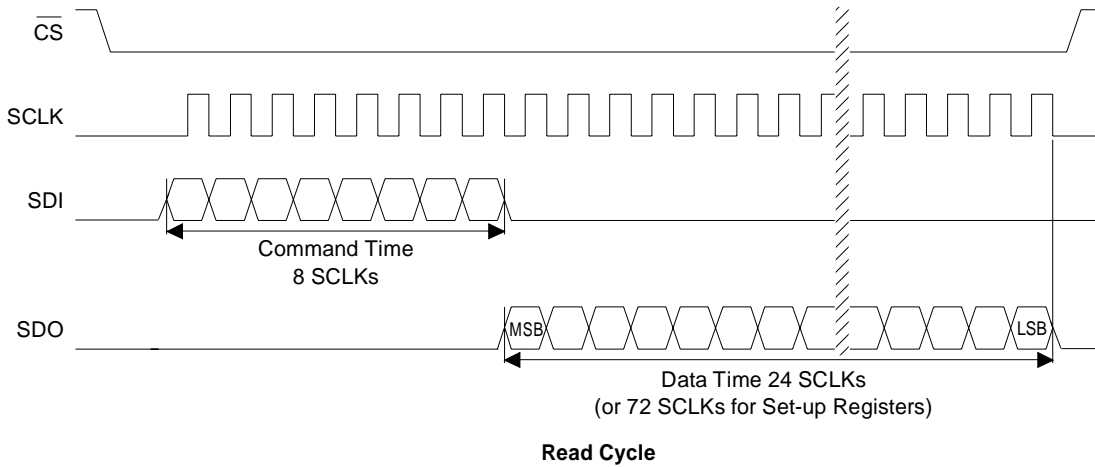 CS
SCLK
SDI
Command Time
8 SCLKs
SDO
MSB
LSB
Data Time 24 SCLKs
(or 72 SCLKs for Set-up Registers)
Read Cycle